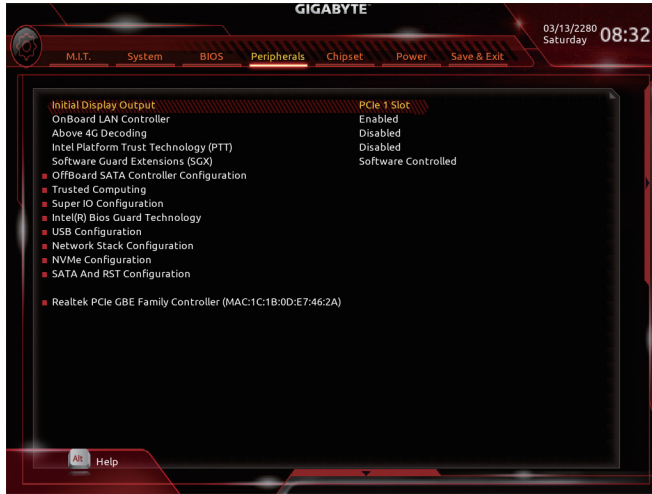 GIGABYTE
03/13/2280
Saturday
08:32
M.I.T. System BIOS Peripherals Chipset Power Save & Exit
Initial Display Output PCIe 1 Slot
OnBoard LAN Controller Enabled
Above 4G Decoding Disabled
Intel Platform Trust Technology (PTT) Disabled
Software Guard Extensions (SGX) Software Controlled
OffBoard SATA Controller Configuration
Trusted Computing
Super IO Configuration
Intel(R) Bios Guard Technology
USB Configuration
Network Stack Configuration
NVMe Configuration
SATA And RST Configuration
Realtek PCIe GBE Family Controller (MAC:1C:1B:0D:E7:46:2A)
Alt Help